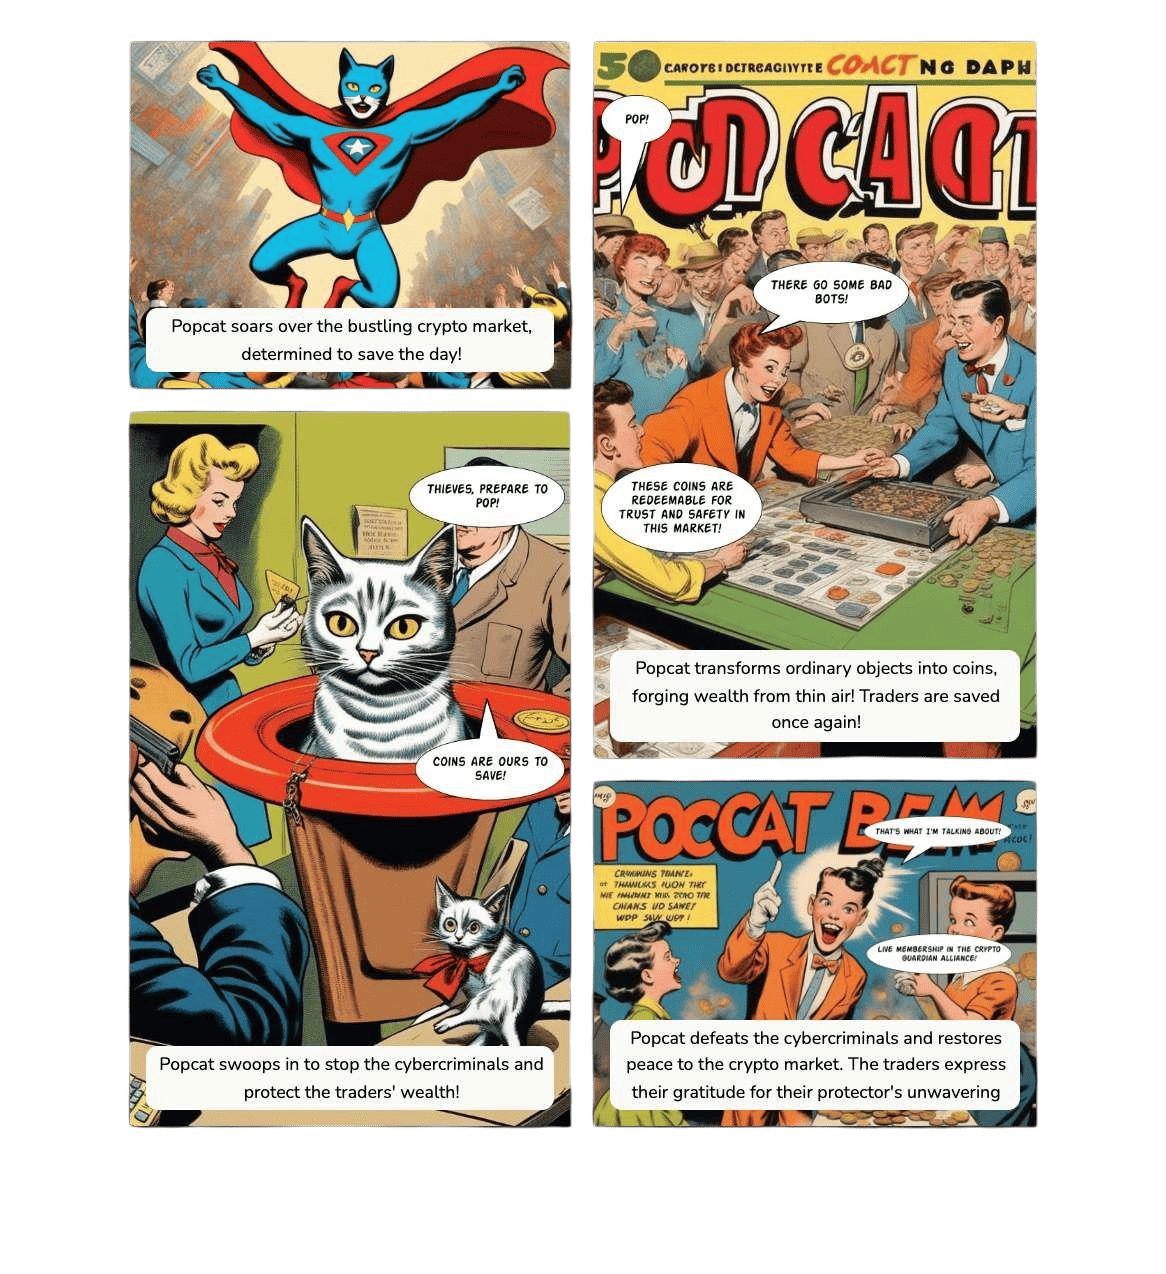 Popcat soars over the bustling crypto market,
determined to save the day!
THIEVES, PREPARE TO
POP!
COINS ARE OURS TO
SAVE!
Popcat swoops in to stop the cybercriminals and
protect the traders' wealth!
50 COMCT NG DAPH
POP!
THERE GO SOME BAD
BOTS!
THESE COINS ARE
REDEEMABLE FOR
TRUST AND SAFETY IN
THIS MARKET!
Popcat transforms ordinary objects into coins,
forging wealth from thin air! Traders are saved
once again!
POCCAT
THAT'S WHAT I'M TALKING ABOUT!
LIVE MEMBERSHIP IN THE CRYPTO
GUARDIAN ALLIANCE!
Popcat defeats the cybercriminals and restores
peace to the crypto market. The traders express
their gratitude for their protector's unwavering